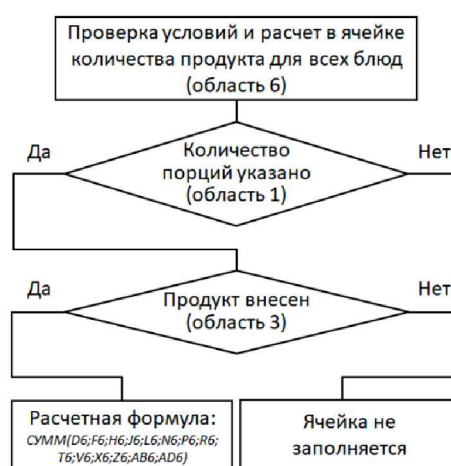 Проверка условий и расчет в ячейке
количества продукта для всех блюд
(область 6)
Да
Количество
порций указано
(область 1)
Нет
Да
Продукт внесен
(область 3)
Нет
Расчетная формула:
СУММ(D6;F6;H6;J6;L6;N6;P6;R6;
T6;V6;X6;Z6;AB6;AD6)
Ячейка не
заполняется